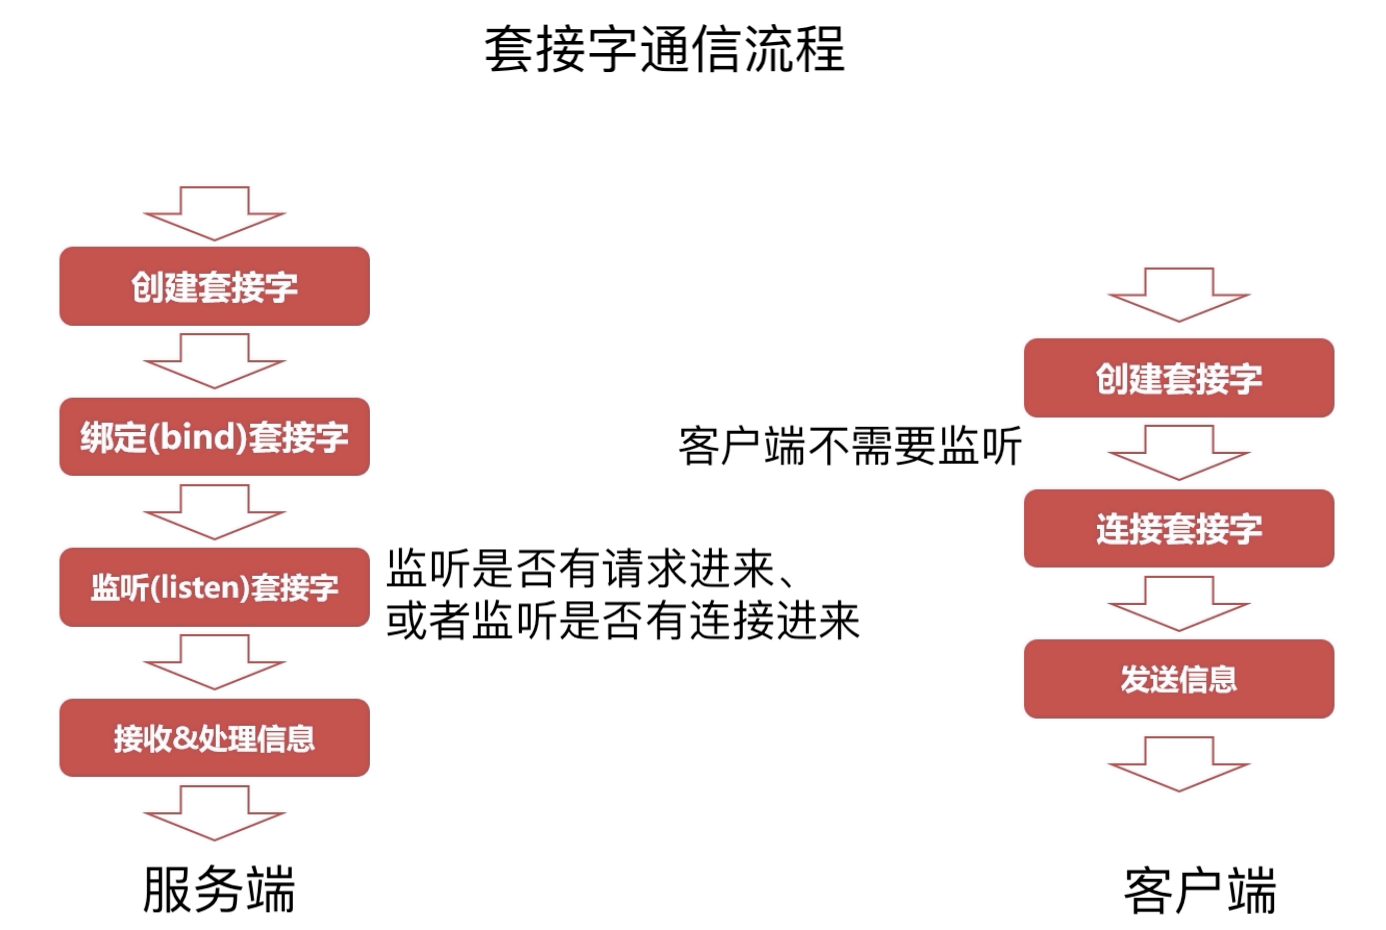 套接字通信流程
创建套接字
绑定(bind)套接字
监听(listen)套接字
监听是否有请求进来、
或者监听是否有连接进来
接收&处理信息
服务端
创建套接字
客户端不需要监听
连接套接字
发送信息
客户端